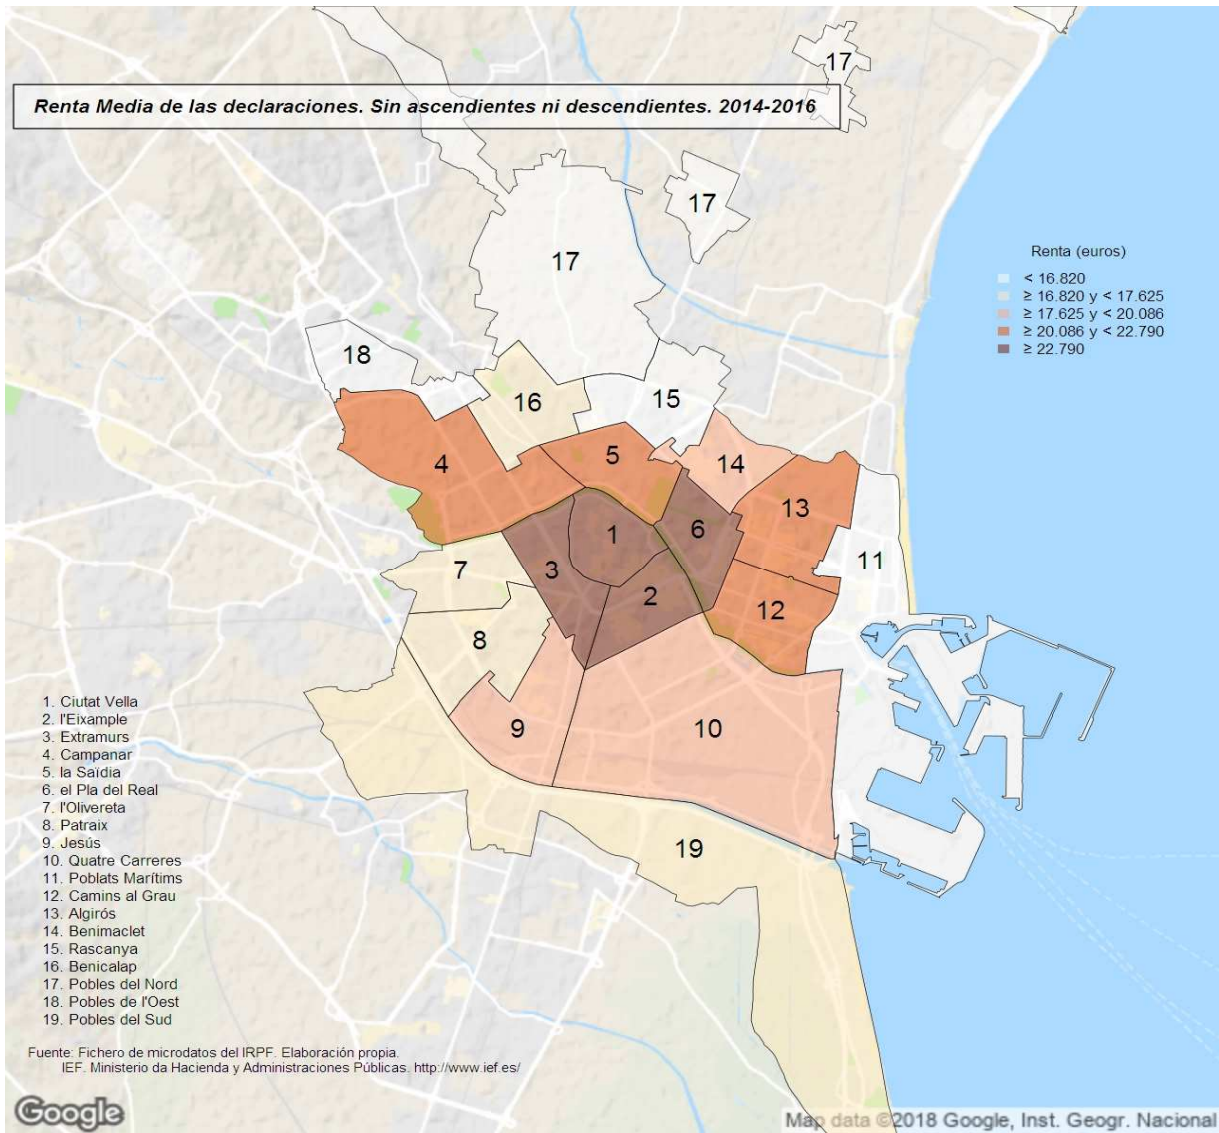 17
Renta Media de las declaraciones. Sin ascendientes ni descendientes. 2014-2016
17
17
Renta (euros)
< 16.820
≥ 16.820 y < 17.625
≥ 17.625 y < 20.086
≥ 20.086 y < 22.790
≥ 22.790
18
16
15
5
4
14
13
6
1
11
3
7
2
12
8
9
10
19
1. Ciutat Vella
2. l'Eixample
3. Extramurs
4. Campanar
5. la Saïdia
6. el Pla del Real
7. l'Olivereta
8. Patraix
9. Jesús
10. Quatre Carreres
11. Poblats Marítims
12. Camins al Grau
13. Algirós
14. Benimaclet
15. Rascanya
16. Benicalap
17. Pobles del Nord
18. Pobles de l'Oest
19. Pobles del Sud
Fuente: Fichero de microdatos del IRPF. Elaboración propia.
IEF. Ministerio da Hacienda y Administraciones Públicas. http://www.ief.es/
Google
Map data ©2018 Google, Inst. Geogr. Nacional